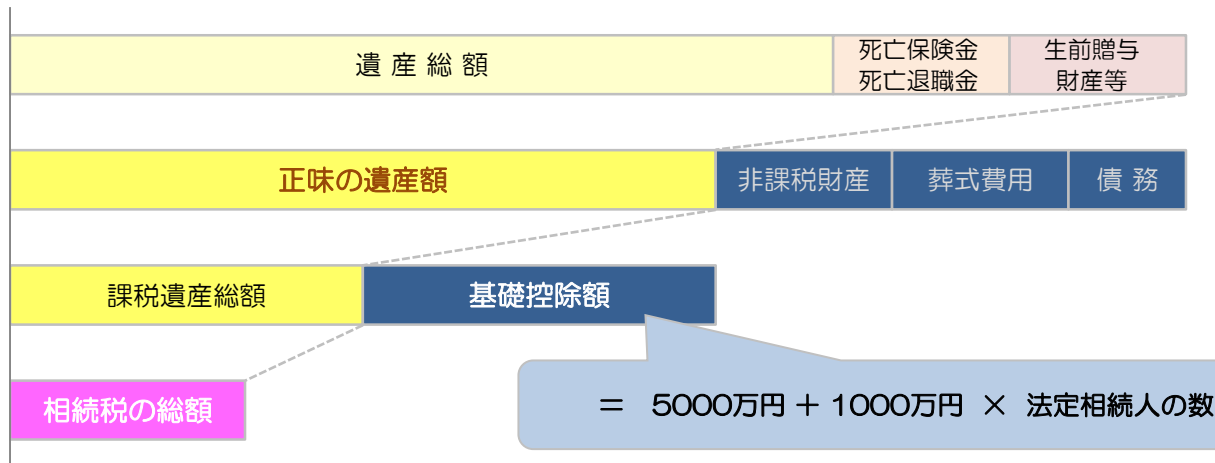 遺産総額
死亡保険金
死亡退職金
生前贈与
財産等
正味の遺産額
非課税財産
葬式費用
債務
課税遺産総額
基礎控除額
相続税の総額
＝ 5000万円 + 1000万円 × 法定相続人の数